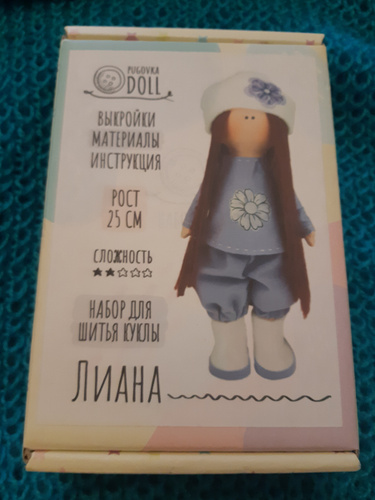 PUGOVKA
DOLL
ВЫКРОЙКИ
МАТЕРИАЛЫ
ИНСТРУКЦИЯ
РОСТ
25 СМ
СЛОЖНОСТЬ
НАБОР ДЛЯ
ШИТЬЯ КУКЛЫ
ЛИАНА